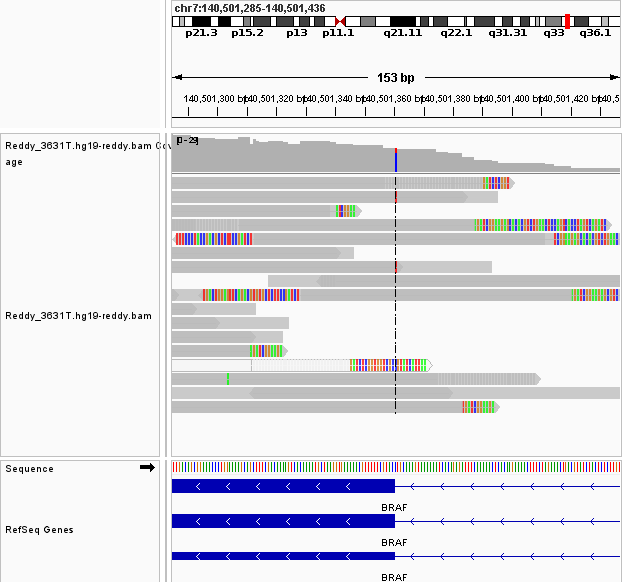 chr7:140,501,285-140,501,436
p21.3 p15.2 p13 p11.1 q21.11 q22.1 q31.31 q33 q36.1
153 bp
140,501,300 bp 140,501,320 bp 140,501,340 bp 140,501,360 bp 140,501,380 bp 140,501,400 bp 140,501,420 bp 140,5
Reddy_3631T.hg19-reddy.bam Cov
age
[0-29]
Reddy_3631T.hg19-reddy.bam
Sequence
BRAF
RefSeq Genes
BRAF
BRAF